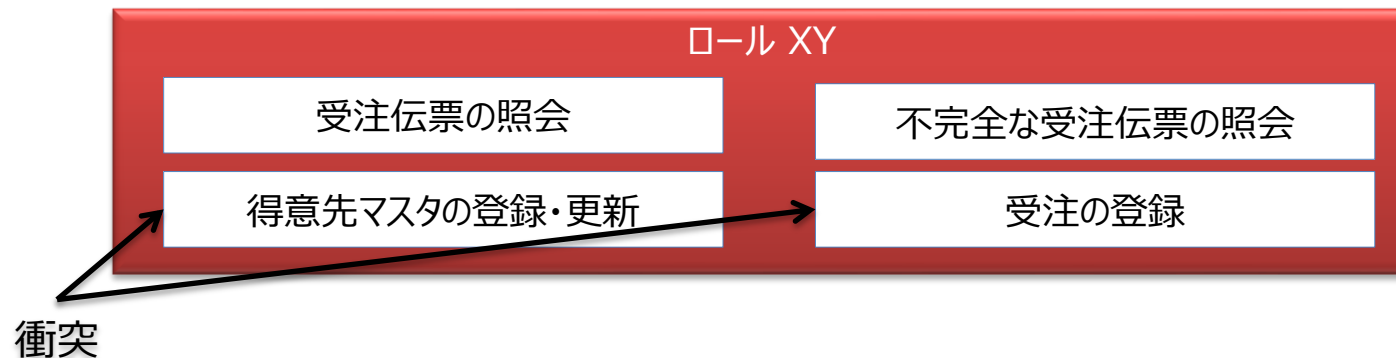 ロール XY
受注伝票の照会
不完全な受注伝票の照会
得意先マスタの登録・更新
受注の登録
衝突